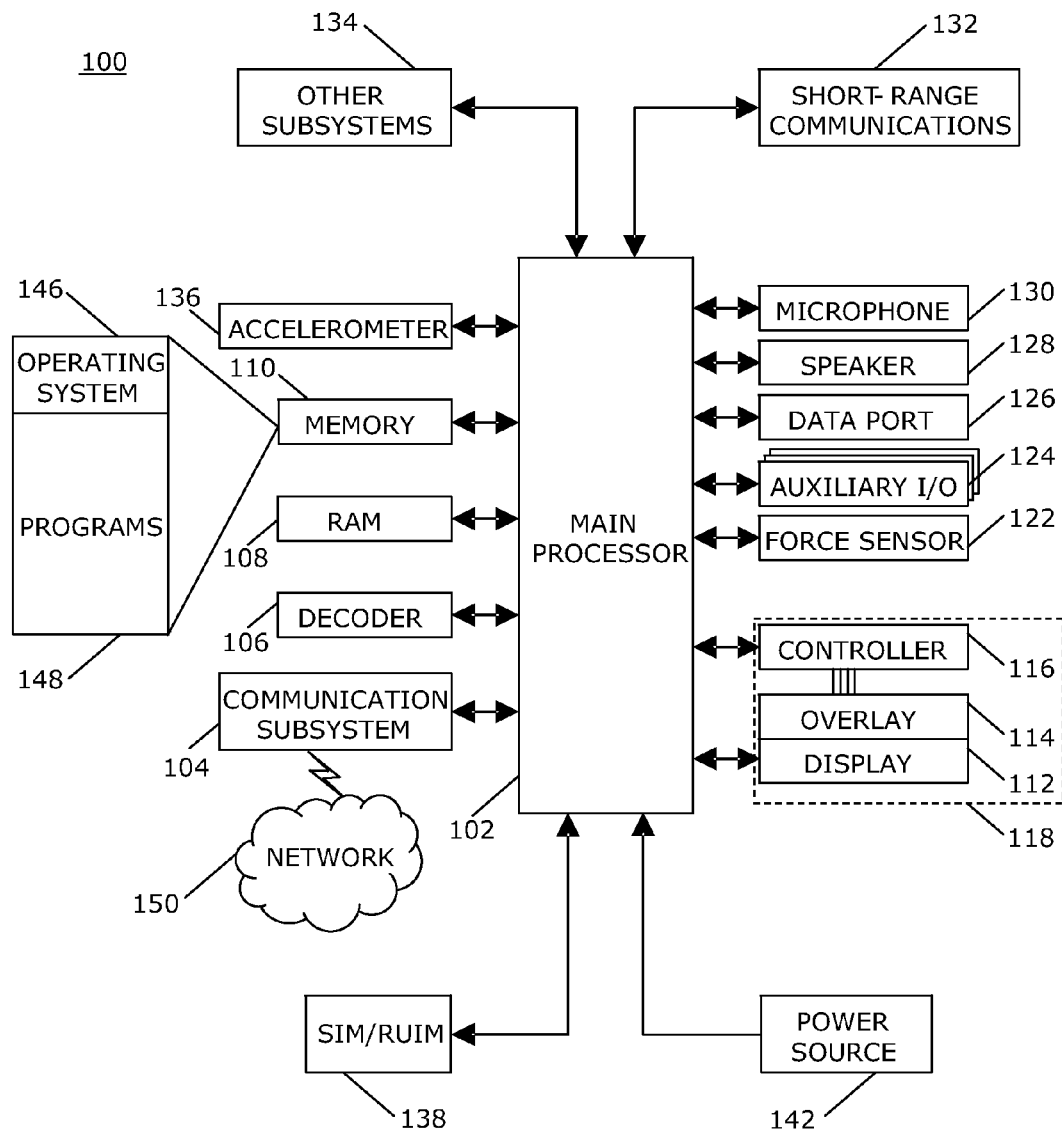 100
134
132
OTHER
SUBSYSTEMS
SHORT-RANGE
COMMUNICATIONS
146
OPERATING
SYSTEM
PROGRAMS
148
136
ACCELEROMETER
110
MEMORY
RAM
108
DECODER
106
COMMUNICATION
SUBSYSTEM
104
NETWORK
150
MAIN
PROCESSOR
102
MICROPHONE
130
SPEAKER
128
DATA PORT
126
AUXILIARY I/O
124
FORCE SENSOR
122
CONTROLLER
116
OVERLAY
114
DISPLAY
112
118
SIM/RUIM
138
POWER
SOURCE
142